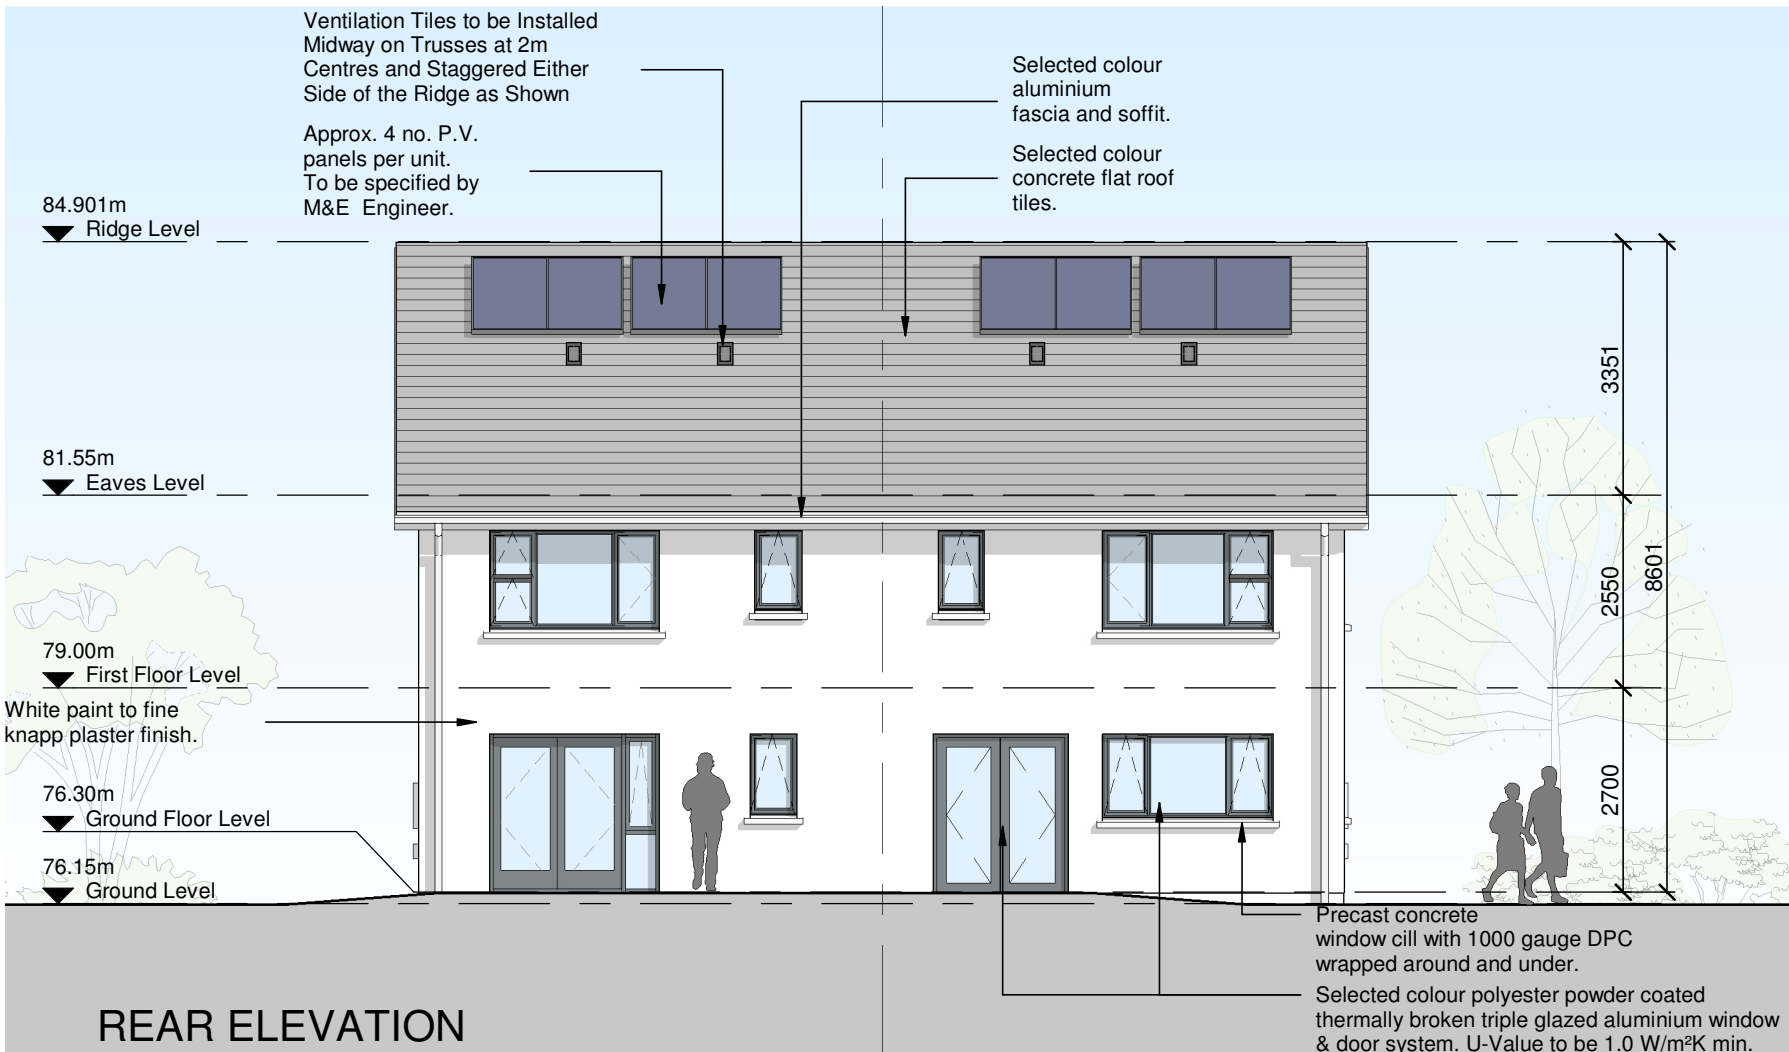 Ventilation Tiles to be Installed
Midway on Trusses at 2m
Centres and Staggered Either
Side of the Ridge as Shown
Approx. 4 no. P.V.
panels per unit.
To be specified by
M&E Engineer.
Selected colour
aluminium
fascia and soffit.
Selected colour
concrete flat roof
tiles.
84.901m
Ridge Level
81.55m
Eaves Level
79.00m
First Floor Level
White paint to fine
knapp plaster finish.
76.30m
Ground Floor Level
76.15m
Ground Level
3351
2550
8601
2700
Precast concrete
window cill with 1000 gauge DPC
wrapped around and under.
Selected colour polyester powder coated
thermally broken triple glazed aluminium window
& door system. U-Value to be 1.0 W/m²K min.
REAR ELEVATION